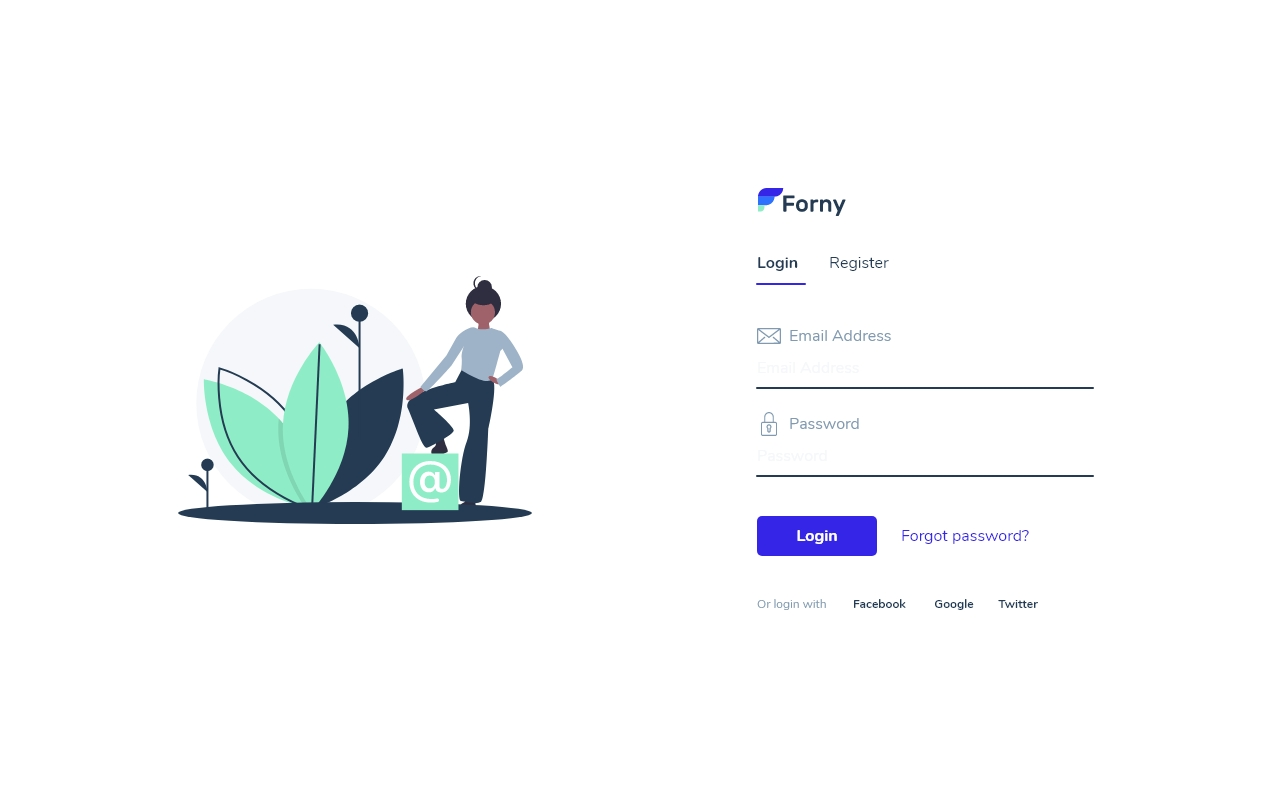 Forny
Login Register
Email Address
Email Address
Password
Password
Login Forgot password?
Or login with Facebook Google Twitter
@